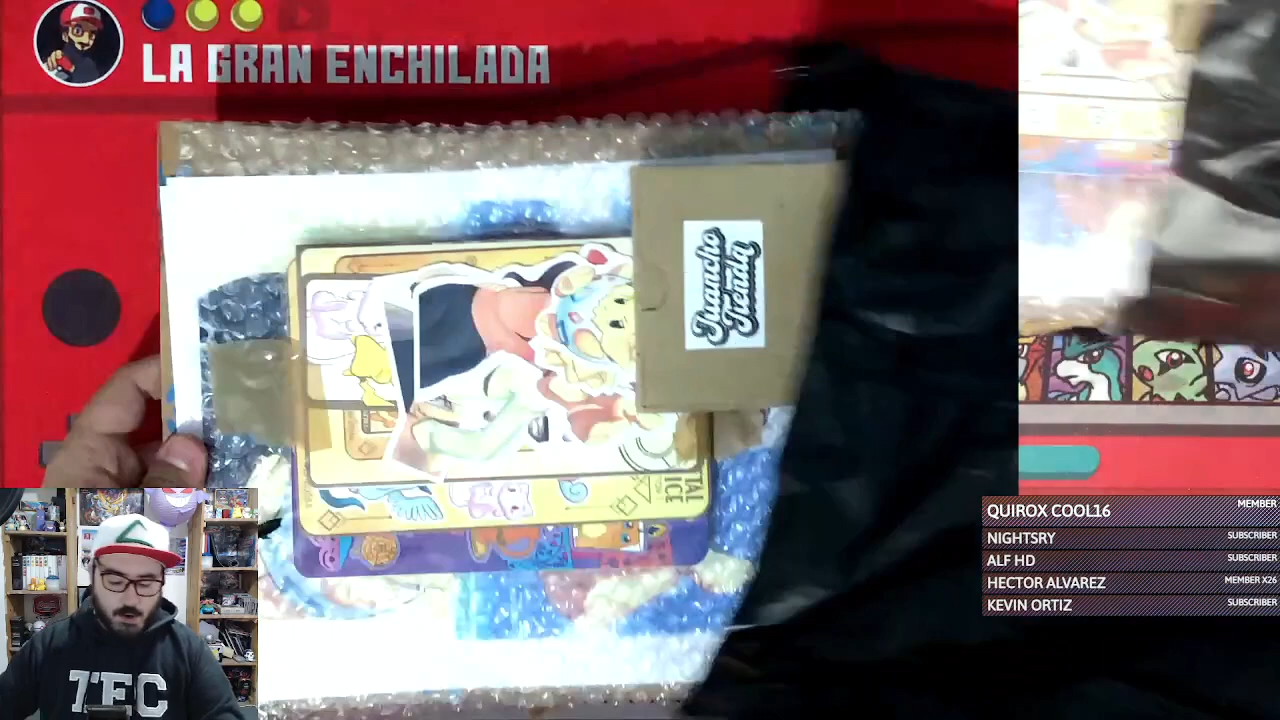 LA GRAN ENCHILADA
Juancho
Tienda
QUIROX COOL16 MEMBER
NIGHTSRY SUBSCRIBER
ALF HD SUBSCRIBER
HECTOR ALVAREZ MEMBER X26
KEVIN ORTIZ SUBSCRIBER
TEC